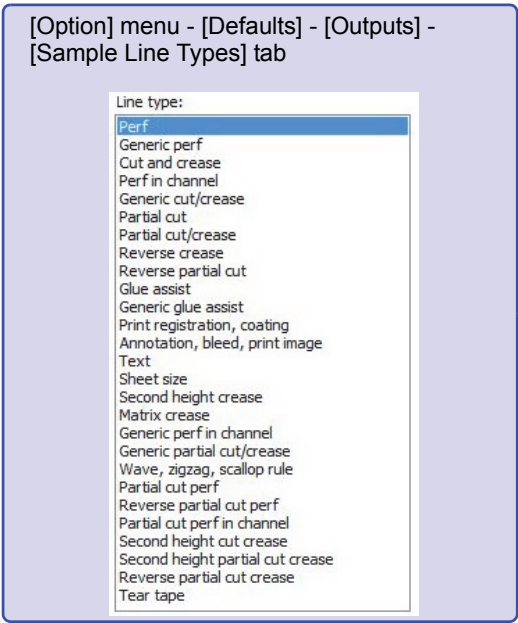 [Option] menu - [Defaults] - [Outputs] -
[Sample Line Types] tab
Line type:
Perf
Generic perf
Cut and crease
Perf in channel
Generic cut/crease
Partial cut
Partial cut/crease
Reverse crease
Reverse partial cut
Glue assist
Generic glue assist
Print registration, coating
Annotation, bleed, print image
Text
Sheet size
Second height crease
Matrix crease
Generic perf in channel
Generic partial cut/crease
Wave, zigzag, scallop rule
Partial cut perf
Reverse partial cut perf
Partial cut perf in channel
Second height cut crease
Second height partial cut crease
Reverse partial cut crease
Tear tape